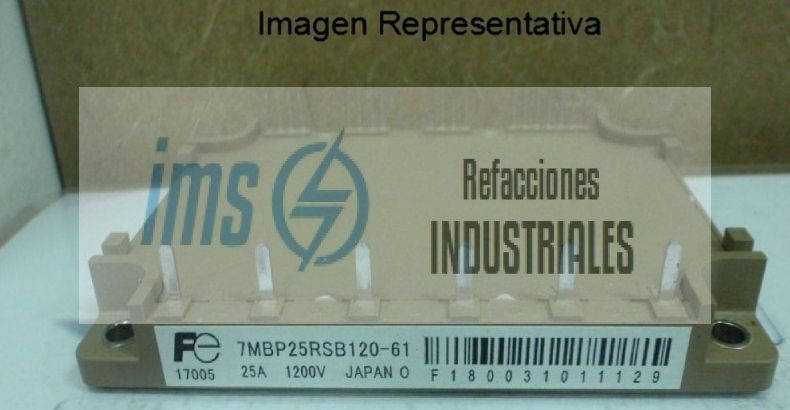 Imagen Representativa
ims
Refacciones
INDUSTRIALES
Fe 7MBP25RSB120-61
17005 25A 1200V JAPAN O F180031011129